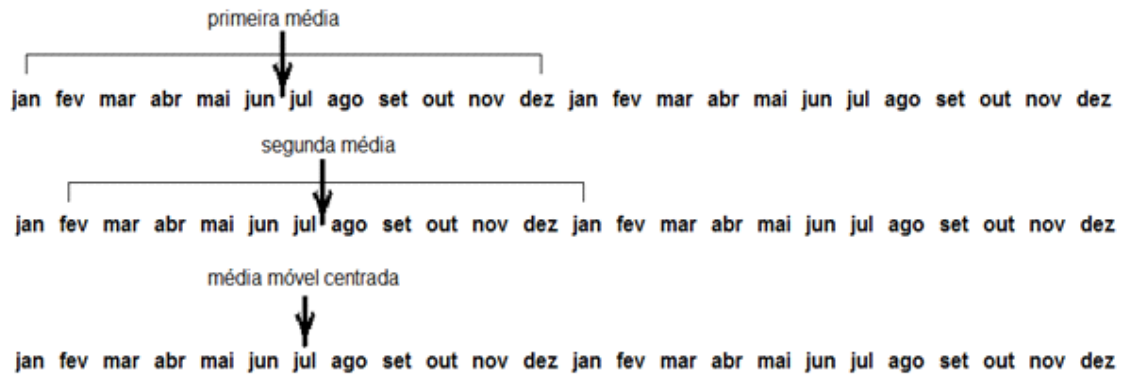 primeira média
jan fev mar abr mai jun jul ago set out nov dez jan fev mar abr mai jun jul ago set out nov dez
segunda média
jan fev mar abr mai jun jul ago set out nov dez jan fev mar abr mai jun jul ago set out nov dez
média móvel centrada
jan fev mar abr mai jun jul ago set out nov dez jan fev mar abr mai jun jul ago set out nov dez